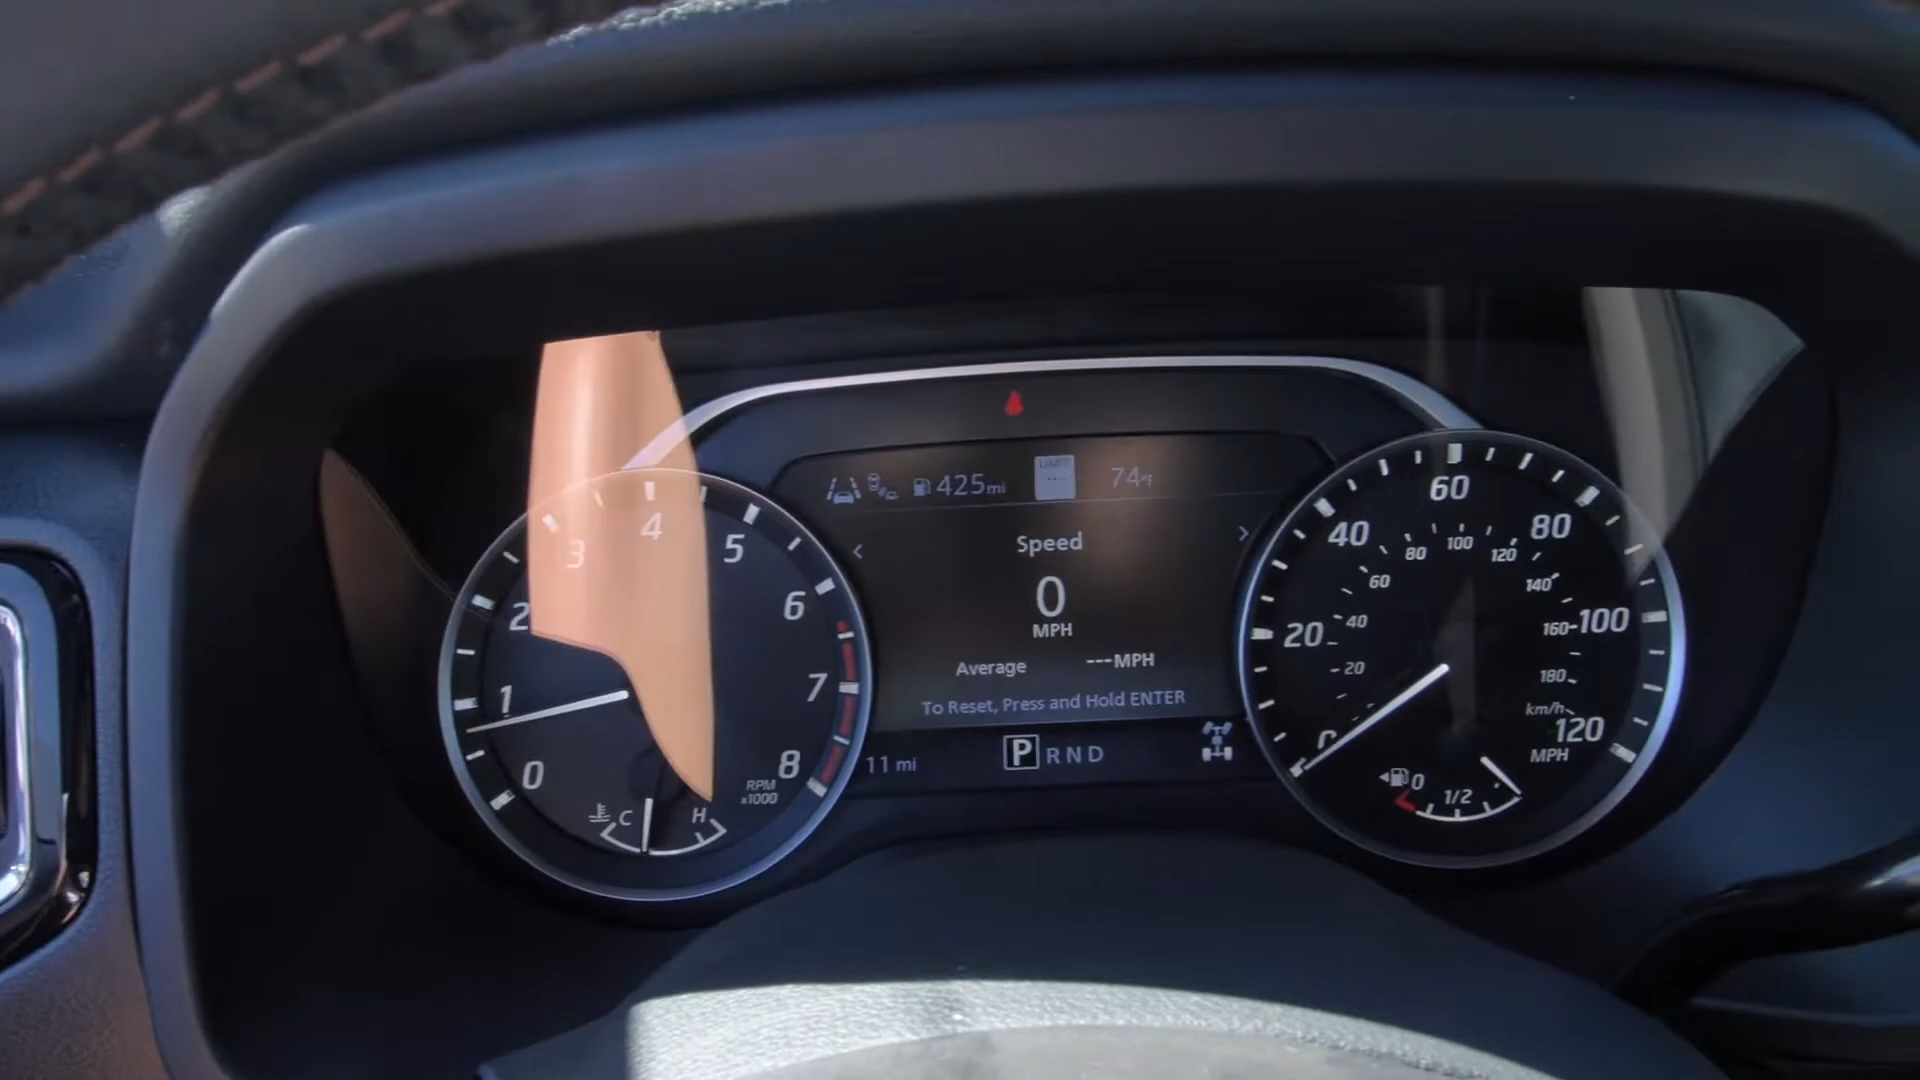 425mi
LIMIT
---
74°F
Speed
0
MPH
Average ---MPH
To Reset, Press and Hold ENTER
11 mi
P R N D
0
1
2
3
4
5
6
7
8
RPM
x1000
C H
20
40
60
80
100
120
MPH
20
40
60
80
100
120
140
160
180
km/h
0
0 1/2